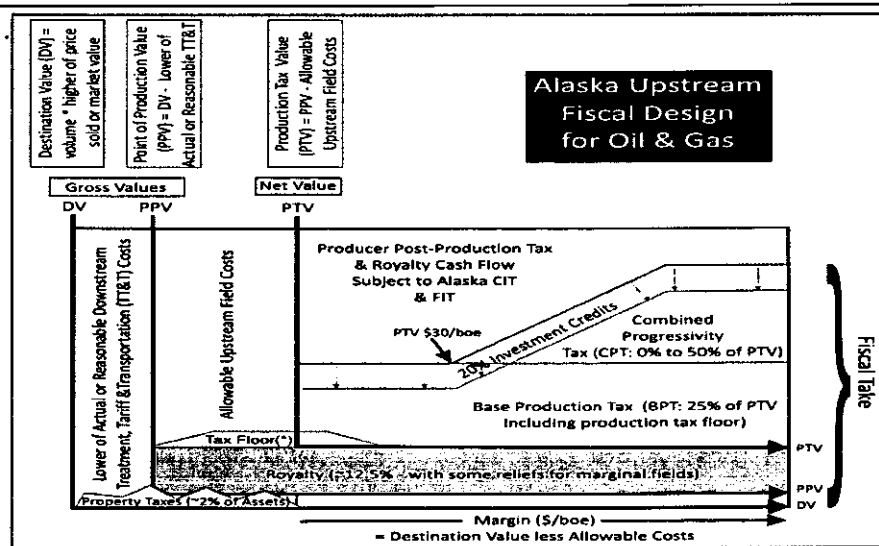 Destination Value (DV) =
volume * higher of price
sold or market value
Point of Production Value
(PPV) = DV - Lower of
Actual or Reasonable TT&T
Production Tax Value
(PTV) = PPV - Allowable
Upstream Field Costs
Alaska Upstream
Fiscal Design
for Oil & Gas
Gross Values
Net Value
DV
PPV
PTV
Lower of Actual or Reasonable Downstream
Treatment, Tariff &Transportation (TT&T) Costs
Allowable Upstream Field Costs
Producer Post-Production Tax
& Royalty Cash Flow
Subject to Alaska CIT
& FIT
PTV $30/boe
20% Investment Credits
Combined
Progressivity
Tax (CPT: 0% to 50% of PTV)
Base Production Tax (BPT: 25% of PTV
Including production tax floor)
Tax Floor(*)
PTV
Royalty (~12.5% - with some reliefs for marginal fields)
PPV
Property Taxes (~2% of Assets)
DV
Fiscal Take
Margin ($/boe)
= Destination Value less Allowable Costs